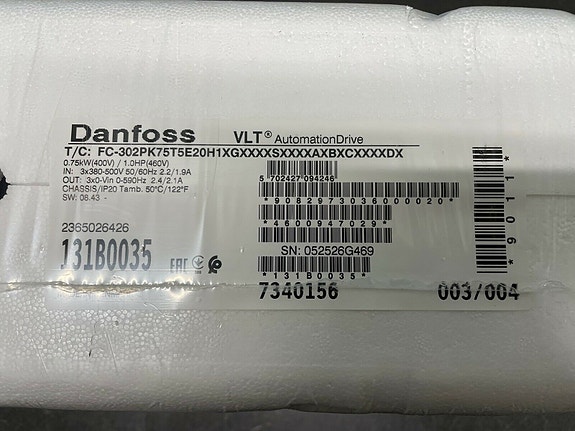 Danfoss VLT® AutomationDrive
T/C: FC-302PK75T5E20H1XGXXXXSXXXXAXBXCXXXXDX
0.75kW(400V) / 1.0HP(460V)
IN: 3x380-500V 50/60Hz 2.2/1.9A
OUT: 3x0-Vin 0-590Hz 2.4/2.1A
CHASSIS/IP20 Tamb. 50°C/122°F
SW: 08.43 -
5 702427 094246
*908297303600000020*
*4600947029*
2365026426
SN: 052526G469
131B0035
EAC
*131B0035*
7340156
003/004
*9011*